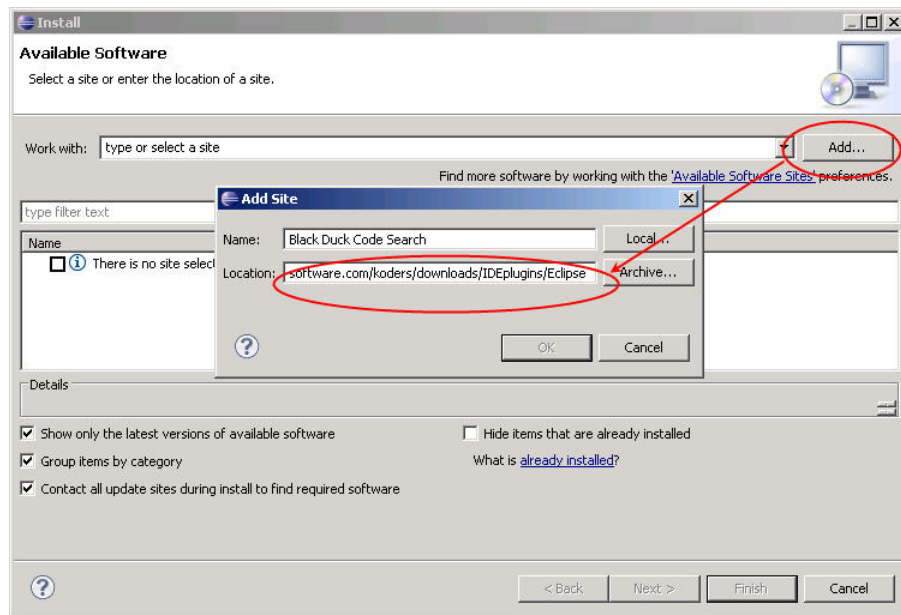 Install
Available Software
Select a site or enter the location of a site.
Work with: type or select a site Add...
Find more software by working with the 'Available Software Sites' preferences.
type filter text
Add Site
Name: Black Duck Code Search Local...
Location: software.com/koders/downloads/IDEplugins/Eclipse Archive...
Name
There is no site selec
OK Cancel
Details
Show only the latest versions of available software
Hide items that are already installed
Group items by category
What is already installed?
Contact all update sites during install to find required software
< Back Next > Finish Cancel